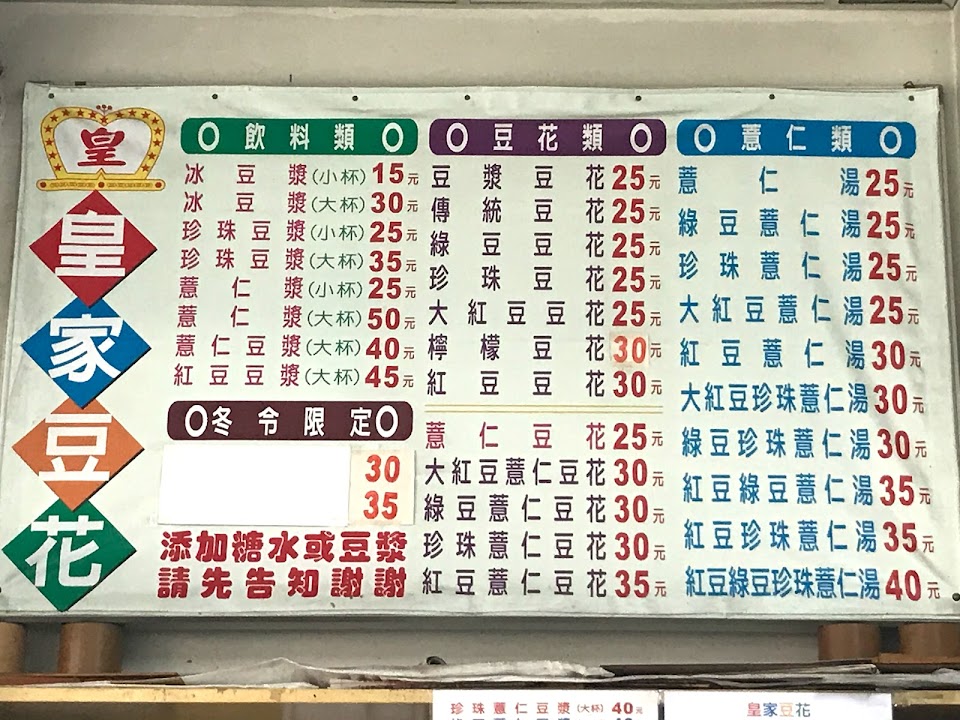 皇
皇家豆花
飲料類
冰豆漿(小杯)15元
冰豆漿(大杯)30元
珍珠豆漿(小杯)25元
珍珠豆漿(大杯)35元
薏仁漿(小杯)25元
薏仁漿(大杯)50元
薏仁豆漿(大杯)40元
紅豆豆漿(大杯)45元
冬令限定
30
35
添加糖水或豆漿
請先告知謝謝
豆花類
豆漿豆花25元
傳統豆花25元
綠豆豆花25元
珍珠豆花25元
大紅豆豆花25元
檸檬豆花30元
紅豆豆花30元
薏仁豆花25元
大紅豆薏仁豆花30元
綠豆薏仁豆花30元
珍珠薏仁豆花30元
紅豆薏仁豆花35元
薏仁類
薏仁湯25元
綠豆薏仁湯25元
珍珠薏仁湯25元
大紅豆薏仁湯25元
紅豆薏仁湯30元
大紅豆珍珠薏仁湯30元
綠豆珍珠薏仁湯30元
紅豆綠豆薏仁湯35元
紅豆珍珠薏仁湯35元
紅豆綠豆珍珠薏仁湯40元
珍珠薏仁豆漿(大杯)40元
皇家豆花